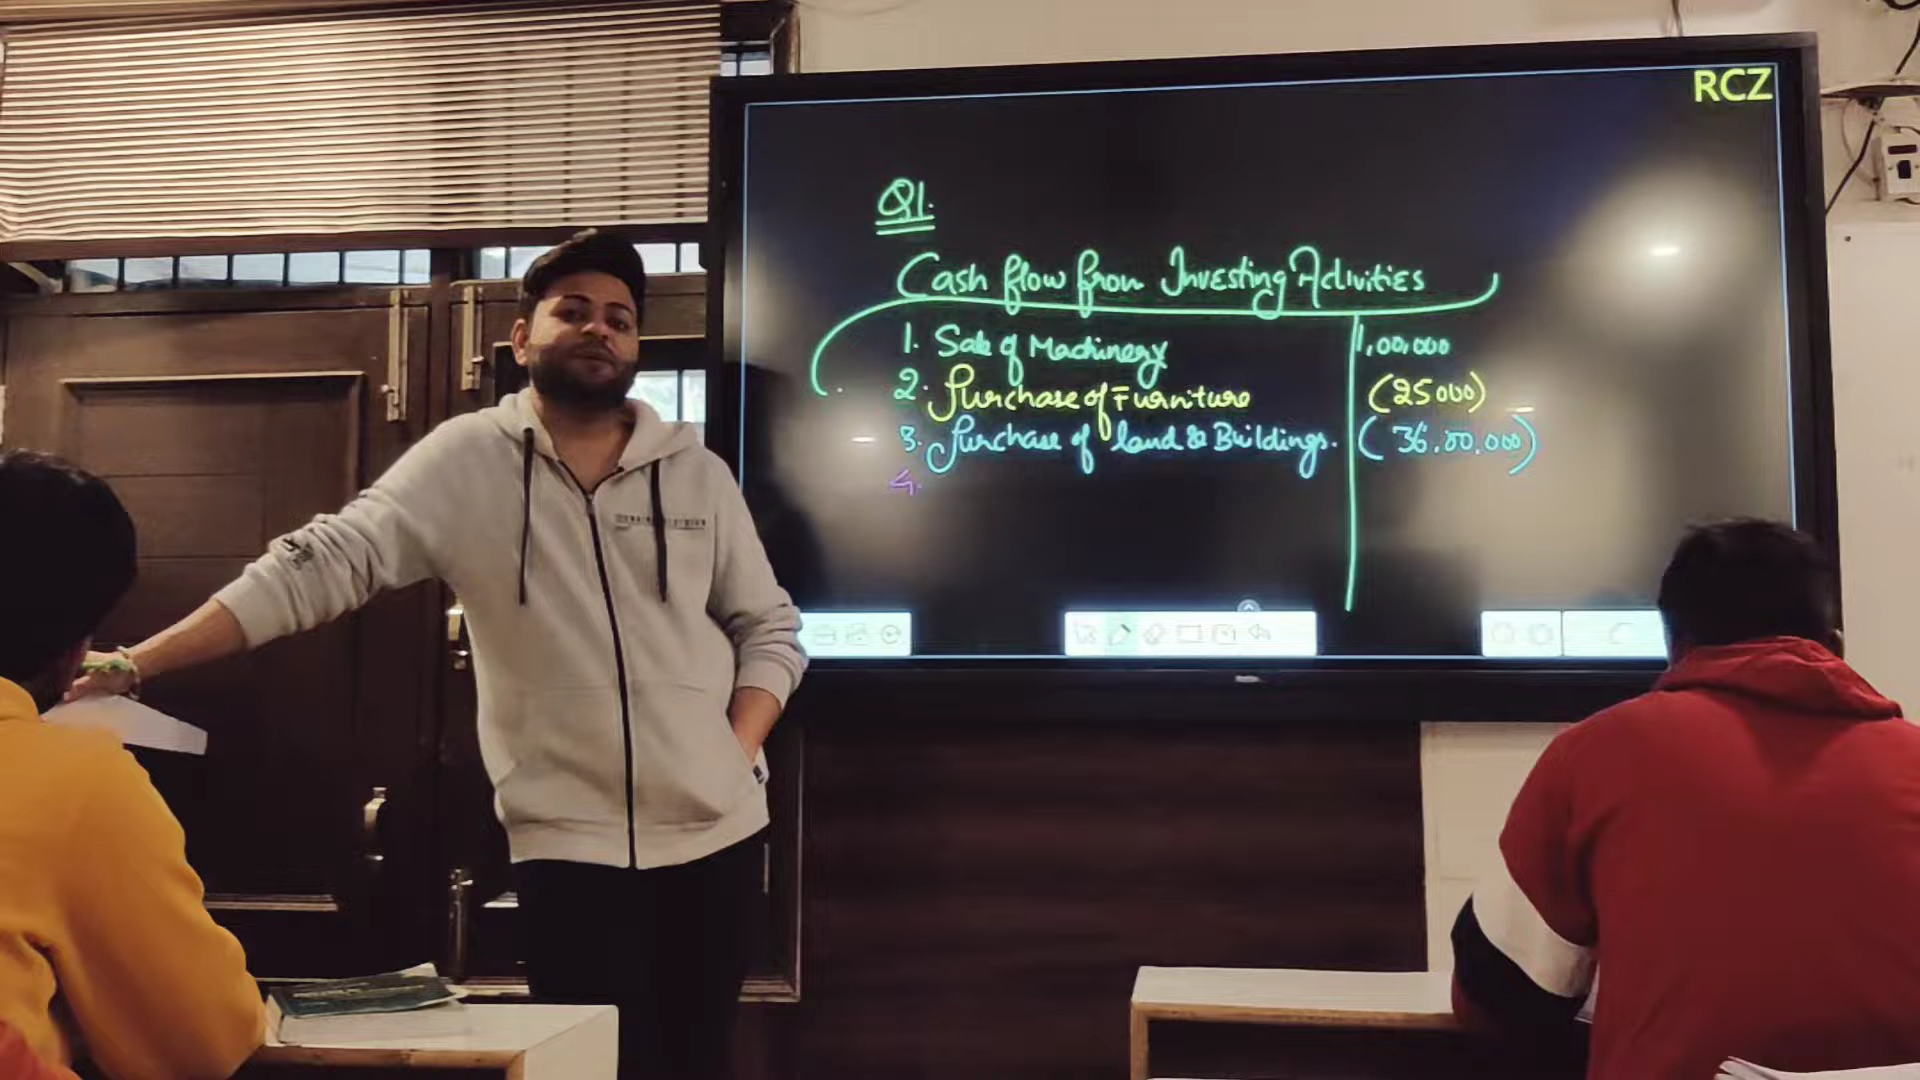 RCZ
Q1.
Cash flow from Investing Activities
1. Sale of Machinery 1,00,000
2. Purchase of Furniture (25000)
3. Purchase of land & Buildings. (36,00,000)
4.